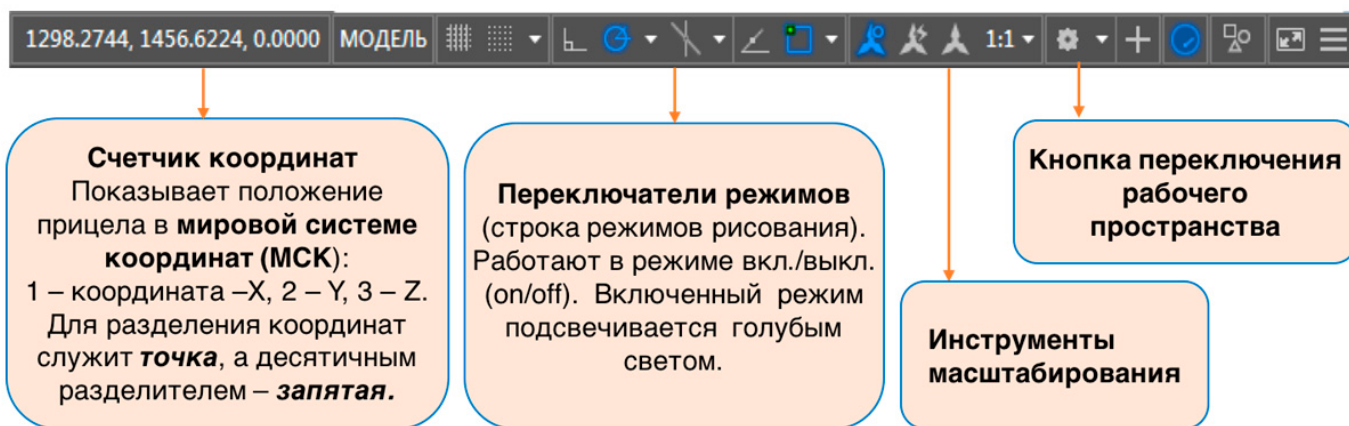 1298.2744, 1456.6224, 0.0000 МОДЕЛЬ 1:1
Счетчик координат
Показывает положение
прицела в мировой системе
координат (МСК):
1 – координата –X, 2 – Y, 3 – Z.
Для разделения координат
служит точка, а десятичным
разделителем – запятая.
Переключатели режимов
(строка режимов рисования).
Работают в режиме вкл./выкл.
(on/off). Включенный режим
подсвечивается голубым
светом.
Инструменты
масштабирования
Кнопка переключения
рабочего
пространства